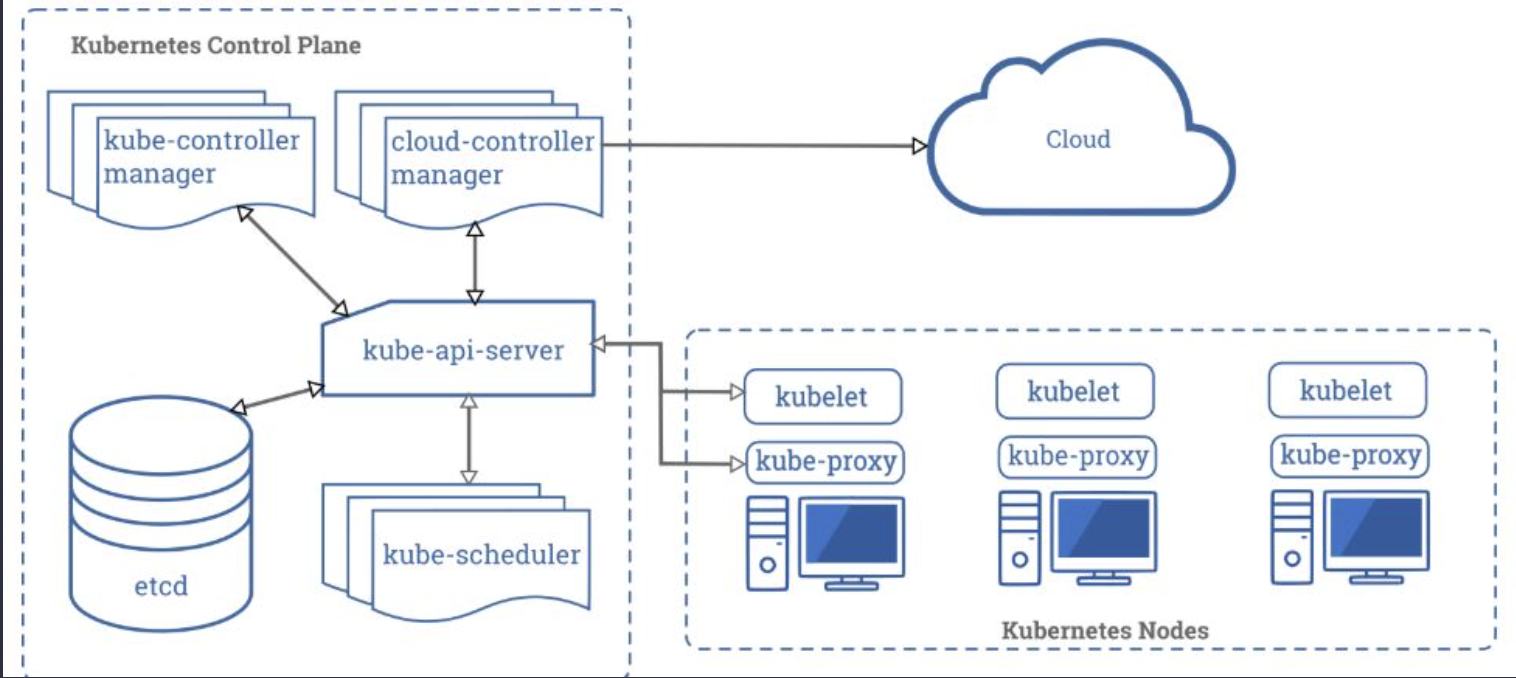 Kubernetes Control Plane
kube-controller
manager
cloud-controller
manager
Cloud
kube-api-server
kubelet
kubelet
kubelet
kube-proxy
kube-proxy
kube-proxy
etcd
kube-scheduler
Kubernetes Nodes